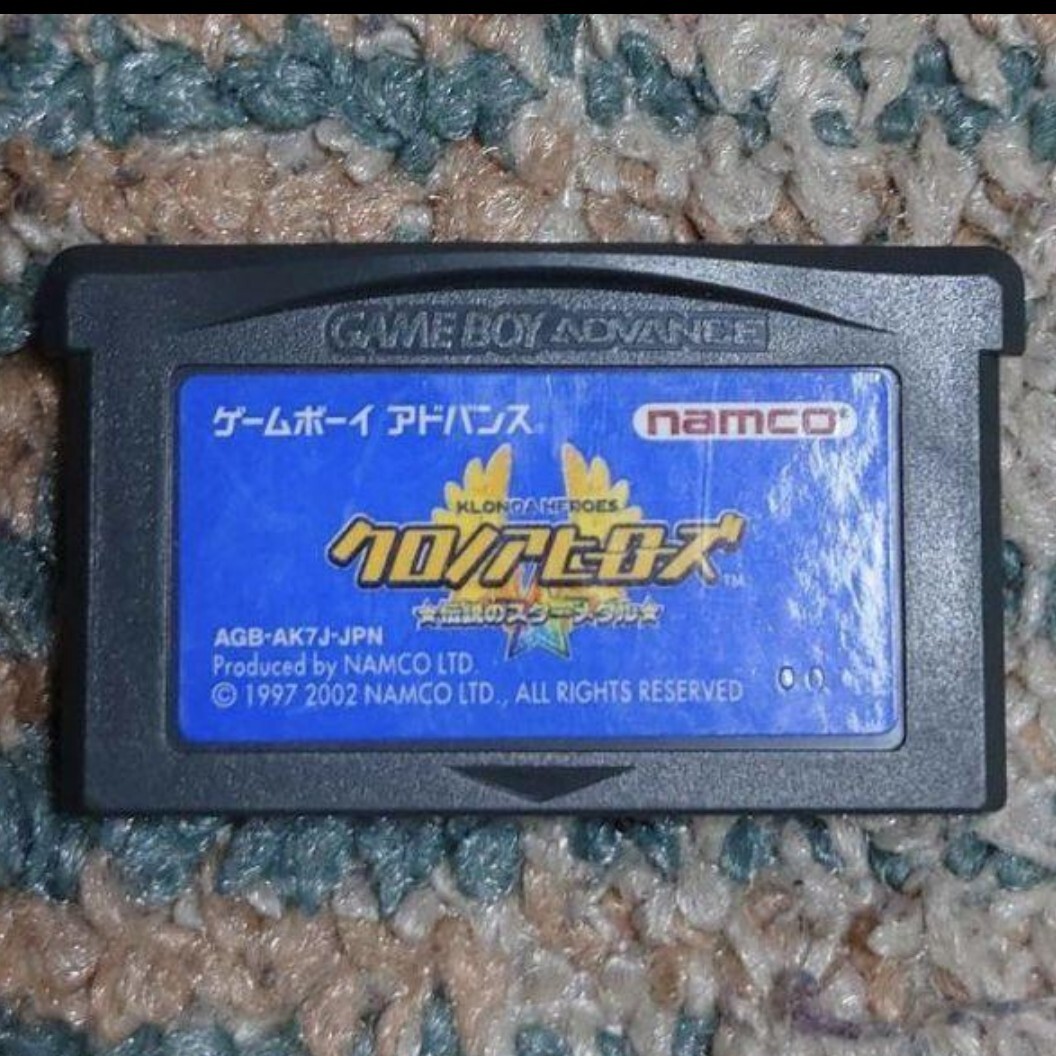 GAME BOY ADVANCE
ゲームボーイ アドバンス
namco
KLONOA HEROES
クロノアヒーローズ™
★伝説のスターメダル★
AGB-AK7J-JPN
Produced by NAMCO LTD.
© 1997 2002 NAMCO LTD., ALL RIGHTS RESERVED
00